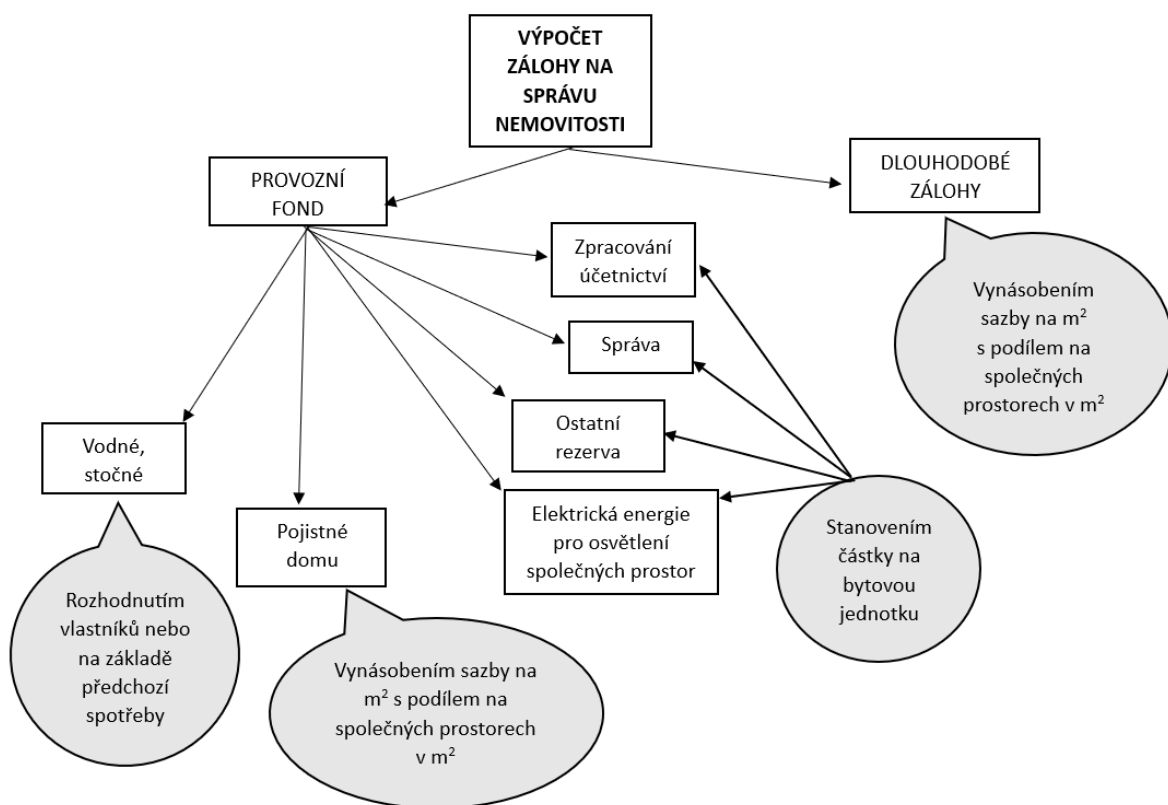 VÝPOČET
ZÁLOHY NA
SPRÁVU
NEMOVITOSTI
PROVOZNÍ
FOND
DLOUHODOBÉ
ZÁLOHY
Zpracování
účetnictví
Vynásobením
sazby na m²
s podílem na
společných
prostorech v m²
Správa
Ostatní
rezerva
Vodné,
stočné
Elektrická energie
pro osvětlení
společných prostor
Pojistné
domu
Stanovením
částky na
bytovou
jednotku
Rozhodnutím
vlastníků nebo
na základě
předchozí
spotřeby
Vynásobením sazby na
m² s podílem na
společných prostorech
v m²